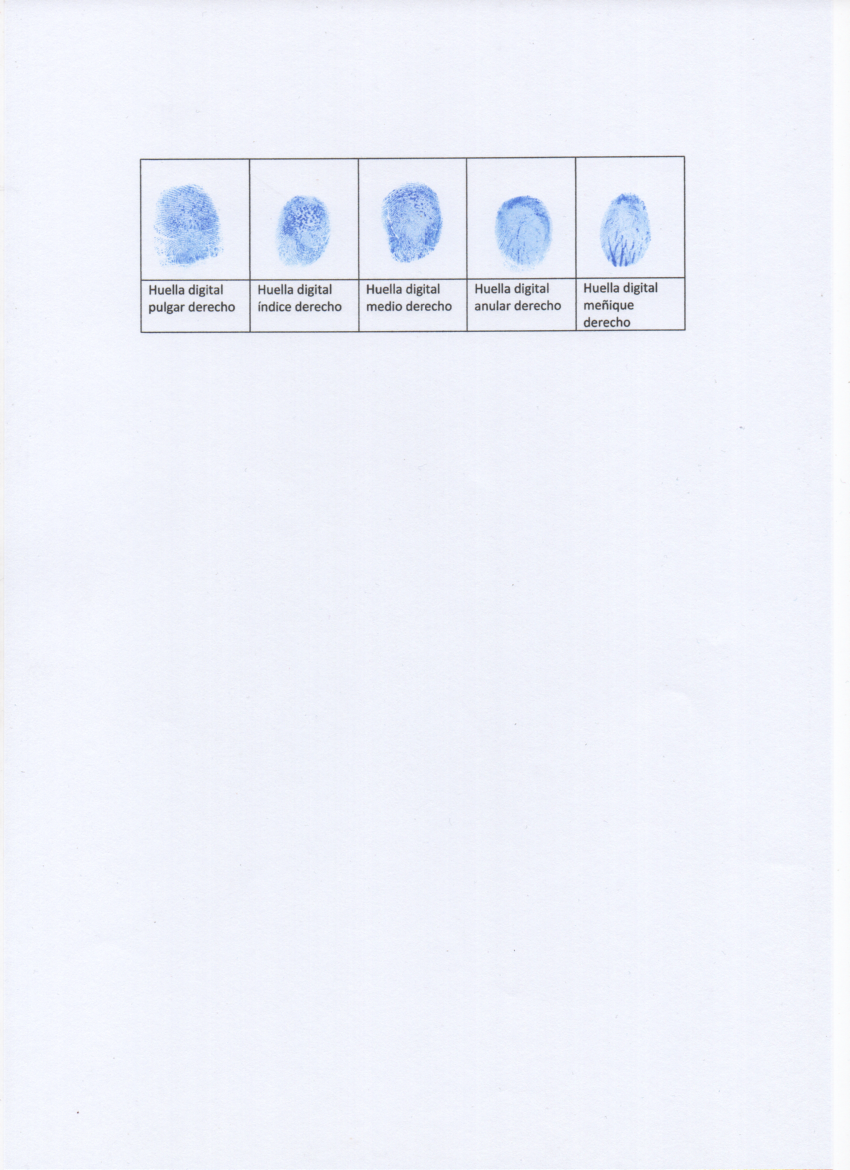 Huella digital
pulgar derecho
Huella digital
índice derecho
Huella digital
medio derecho
Huella digital
anular derecho
Huella digital
meñique
derecho